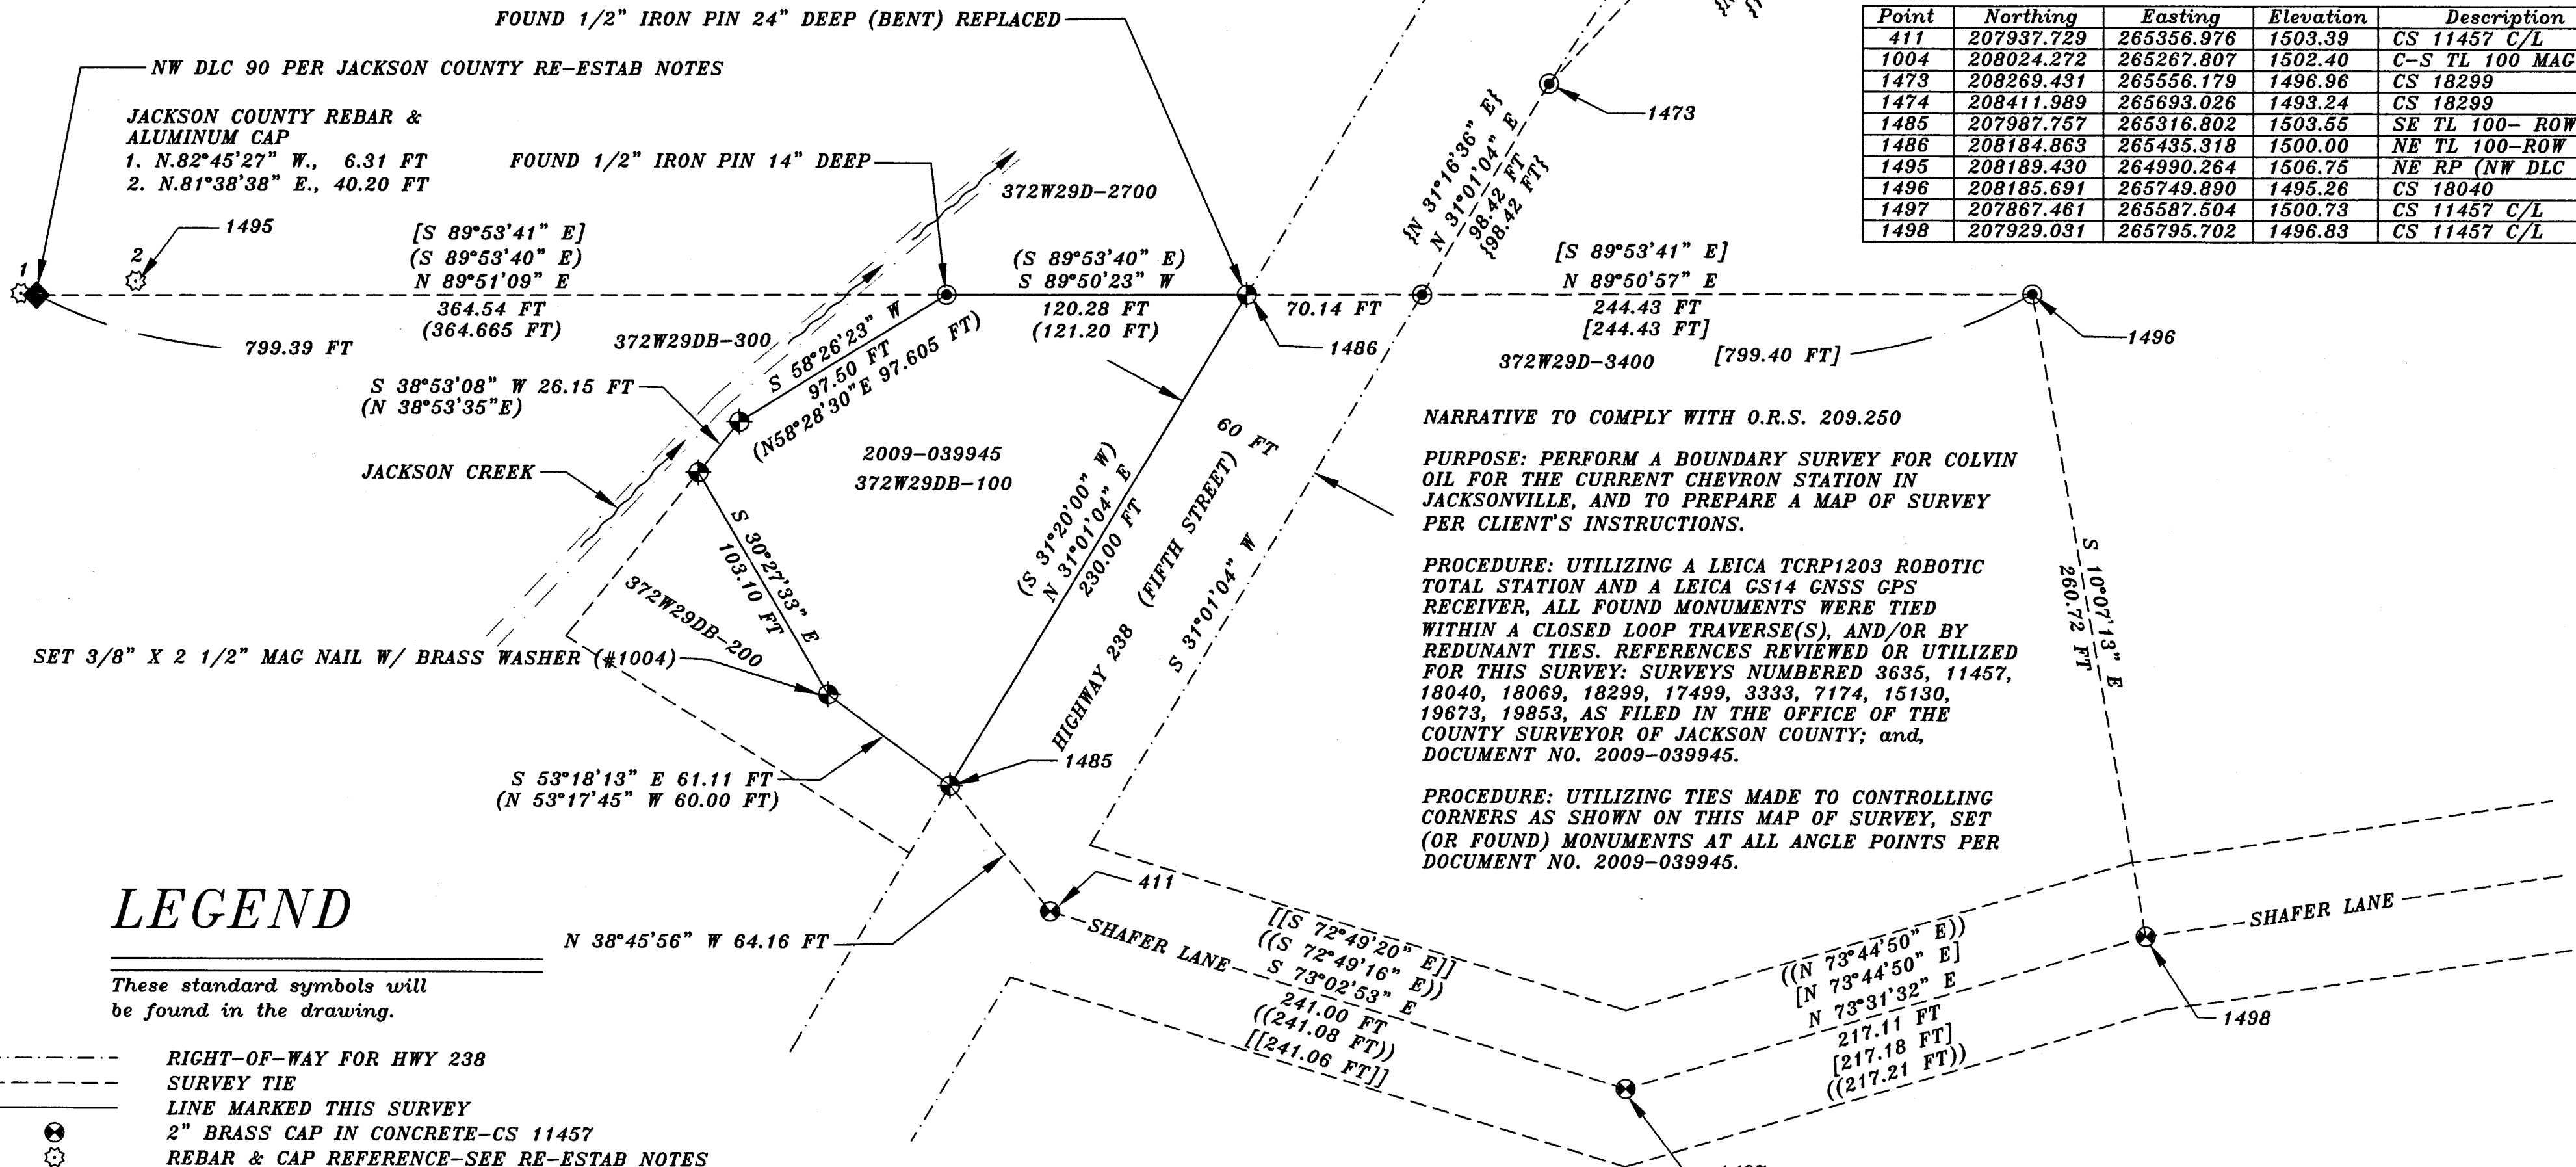 FOUND 1/2" IRON PIN 24" DEEP (BENT) REPLACED
NW DLC 90 PER JACKSON COUNTY RE-ESTAB NOTES
JACKSON COUNTY REBAR &
ALUMINUM CAP
1. N.82°45'27" W., 6.31 FT
2. N.81°38'38" E., 40.20 FT
FOUND 1/2" IRON PIN 14" DEEP
Point Northing Easting Elevation Description
411 207937.729 265356.976 1503.39 CS 11457 C/L
1004 208024.272 265267.807 1502.40 C-S TL 100 MAG
1473 208269.431 265556.179 1496.96 CS 18299
1474 208411.989 265693.026 1493.24 CS 18299
1485 207987.757 265316.802 1503.55 SE TL 100- ROW
1486 208184.863 265435.318 1500.00 NE TL 100-ROW
1495 208189.430 264990.264 1506.75 NE RP (NW DLC
1496 208185.691 265749.890 1495.26 CS 18040
1497 207867.461 265587.504 1500.73 CS 11457 C/L
1498 207929.031 265795.702 1496.83 CS 11457 C/L
1473
{N 31°16'36" E}
N 31°01'04" E
98.42 FT
{98.42 FT}
372W29D-2700
1
2
1495
[S 89°53'41" E]
(S 89°53'40" E)
N 89°51'09" E
364.54 FT
(364.665 FT)
799.39 FT
(S 89°53'40" E)
S 89°50'23" W
120.28 FT
(121.20 FT)
70.14 FT
1486
[S 89°53'41" E]
N 89°50'57" E
244.43 FT
[244.43 FT]
372W29D-3400
[799.40 FT]
1496
372W29DB-300
S 58°26'23" W
97.50 FT
(N58°28'30"E 97.605 FT)
S 38°53'08" W 26.15 FT
(N 38°53'35"E)
JACKSON CREEK
2009-039945
372W29DB-100
S 30°27'33" E
103.10 FT
372W29DB-200
(S 31°20'00" W)
N 31°01'04" E
230.00 FT
HIGHWAY 238 (FIFTH STREET)
60 FT
S 31°01'04" W
SET 3/8" X 2 1/2" MAG NAIL W/ BRASS WASHER (#1004)
S 53°18'13" E 61.11 FT
(N 53°17'45" W 60.00 FT)
1485
N 38°45'56" W 64.16 FT
411
NARRATIVE TO COMPLY WITH O.R.S. 209.250
PURPOSE: PERFORM A BOUNDARY SURVEY FOR COLVIN
OIL FOR THE CURRENT CHEVRON STATION IN
JACKSONVILLE, AND TO PREPARE A MAP OF SURVEY
PER CLIENT'S INSTRUCTIONS.
PROCEDURE: UTILIZING A LEICA TCRP1203 ROBOTIC
TOTAL STATION AND A LEICA GS14 GNSS GPS
RECEIVER, ALL FOUND MONUMENTS WERE TIED
WITHIN A CLOSED LOOP TRAVERSE(S), AND/OR BY
REDUNANT TIES. REFERENCES REVIEWED OR UTILIZED
FOR THIS SURVEY: SURVEYS NUMBERED 3635, 11457,
18040, 18069, 18299, 17499, 3333, 7174, 15130,
19673, 19853, AS FILED IN THE OFFICE OF THE
COUNTY SURVEYOR OF JACKSON COUNTY; and,
DOCUMENT NO. 2009-039945.
PROCEDURE: UTILIZING TIES MADE TO CONTROLLING
CORNERS AS SHOWN ON THIS MAP OF SURVEY, SET
(OR FOUND) MONUMENTS AT ALL ANGLE POINTS PER
DOCUMENT NO. 2009-039945.
S 10°07'13" E
260.72 FT
SHAFER LANE
[[S 72°49'20" E]]
((S 72°49'16" E))
S 73°02'53" E
241.00 FT
((241.08 FT))
[[241.06 FT]]
((N 73°44'50" E))
[N 73°44'50" E]
N 73°31'32" E
217.11 FT
[217.18 FT]
((217.21 FT))
SHAFER LANE
1498
LEGEND
These standard symbols will
be found in the drawing.
RIGHT-OF-WAY FOR HWY 238
SURVEY TIE
LINE MARKED THIS SURVEY
2" BRASS CAP IN CONCRETE-CS 11457
REBAR & CAP REFERENCE-SEE RE-ESTAB NOTES